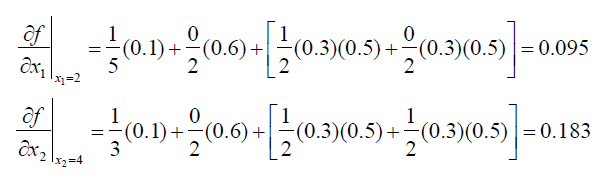 ∂f/∂x₁|ₓ₁₌₂ = 1/5(0.1) + 0/2(0.6) + [1/2(0.3)(0.5) + 0/2(0.3)(0.5)] = 0.095
∂f/∂x₂|ₓ₂₌₄ = 1/3(0.1) + 0/2(0.6) + [1/2(0.3)(0.5) + 1/2(0.3)(0.5)] = 0.183